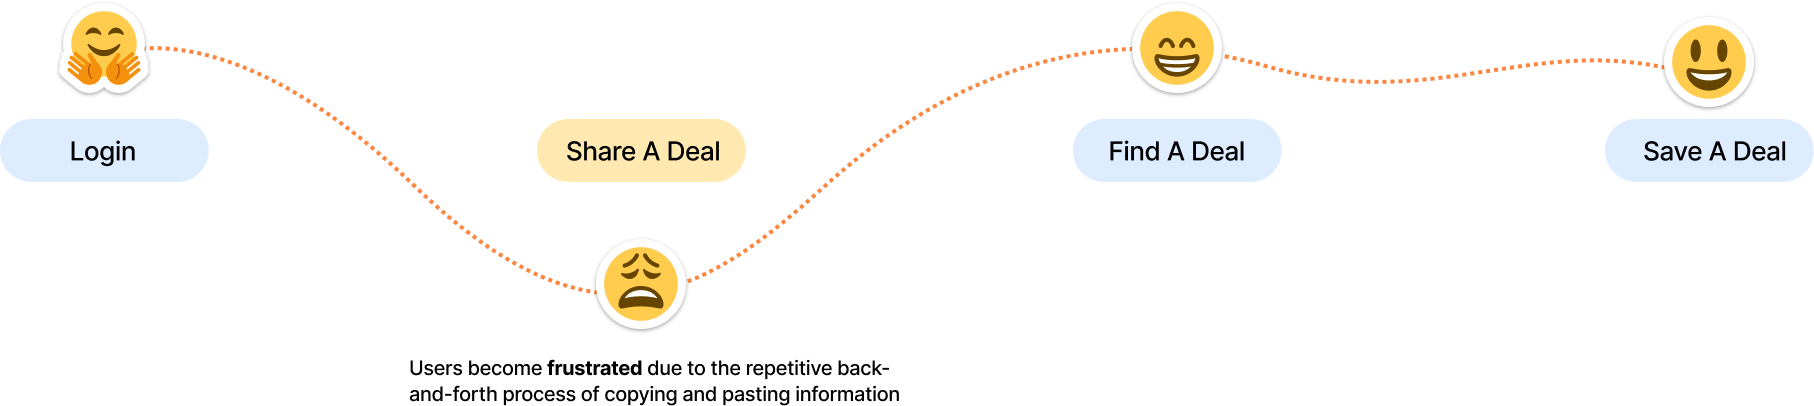 Login
Share A Deal
Find A Deal
Save A Deal
Users become frustrated due to the repetitive back-
and-forth process of copying and pasting information